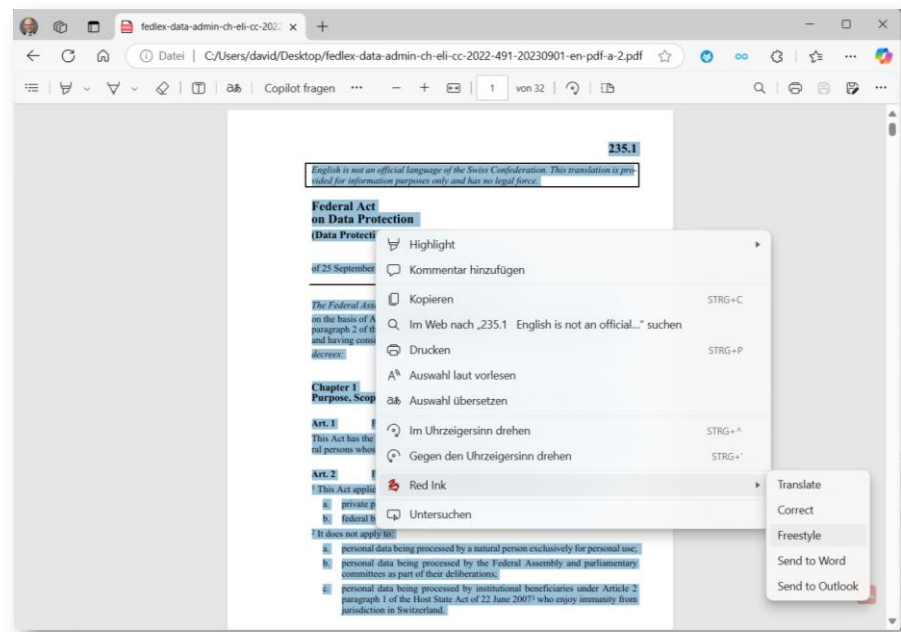 fedlex-data-admin-ch-eli-cc-2022
Datei | C:/Users/david/Desktop/fedlex-data-admin-ch-eli-cc-2022-491-20230901-en-pdf-a-2.pdf
Copilot fragen
1 von 32
235.1
English is not an official language of the Swiss Confederation. This translation is pro-
vided for information purposes only and has no legal force.
Federal Act
on Data Protection
(Data Protecti
of 25 September
The Federal Ass
on the basis of A
paragraph 2 of th
and having consi
decrees:
Chapter 1
Purpose, Scop
Art. 1
This Act has the
ral persons whos
Art. 2
1 This Act applie
a. private p
b. federal b
2 It does not apply to:
a. personal data being processed by a natural person exclusively for personal use;
b. personal data being processed by the Federal Assembly and parliamentary
committees as part of their deliberations;
c. personal data being processed by institutional beneficiaries under Article 2
paragraph 1 of the Host State Act of 22 June 2007³ who enjoy immunity from
jurisdiction in Switzerland.
Highlight
Kommentar hinzufügen
Kopieren STRG+C
Im Web nach „235.1 English is not an official...“ suchen
Drucken STRG+P
Auswahl laut vorlesen
Auswahl übersetzen
Im Uhrzeigersinn drehen STRG+^
Gegen den Uhrzeigersinn drehen STRG+'
Red Ink
Untersuchen
Translate
Correct
Freestyle
Send to Word
Send to Outlook